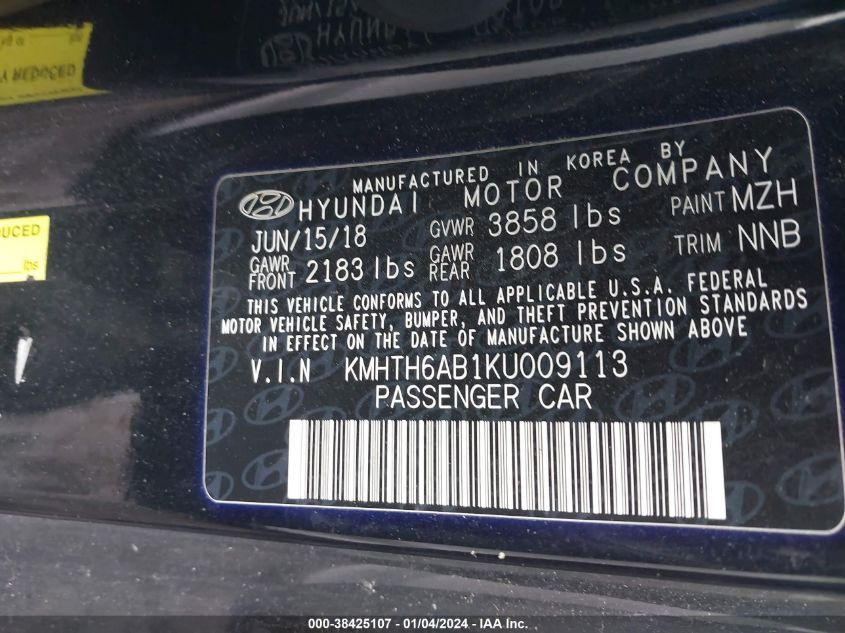 MANUFACTURED IN KOREA BY
HYUNDAI MOTOR COMPANY
JUN/15/18 GVWR 3858 lbs PAINT MZH
GAWR FRONT 2183 lbs GAWR REAR 1808 lbs TRIM NNB
THIS VEHICLE CONFORMS TO ALL APPLICABLE U.S.A. FEDERAL
MOTOR VEHICLE SAFETY, BUMPER, AND THEFT PREVENTION STANDARDS
IN EFFECT ON THE DATE OF MANUFACTURE SHOWN ABOVE
V.I.N KMHTH6AB1KU009113
PASSENGER CAR
UCED
lbs
REDUCED
000-38425107 - 01/04/2024 - IAA Inc.